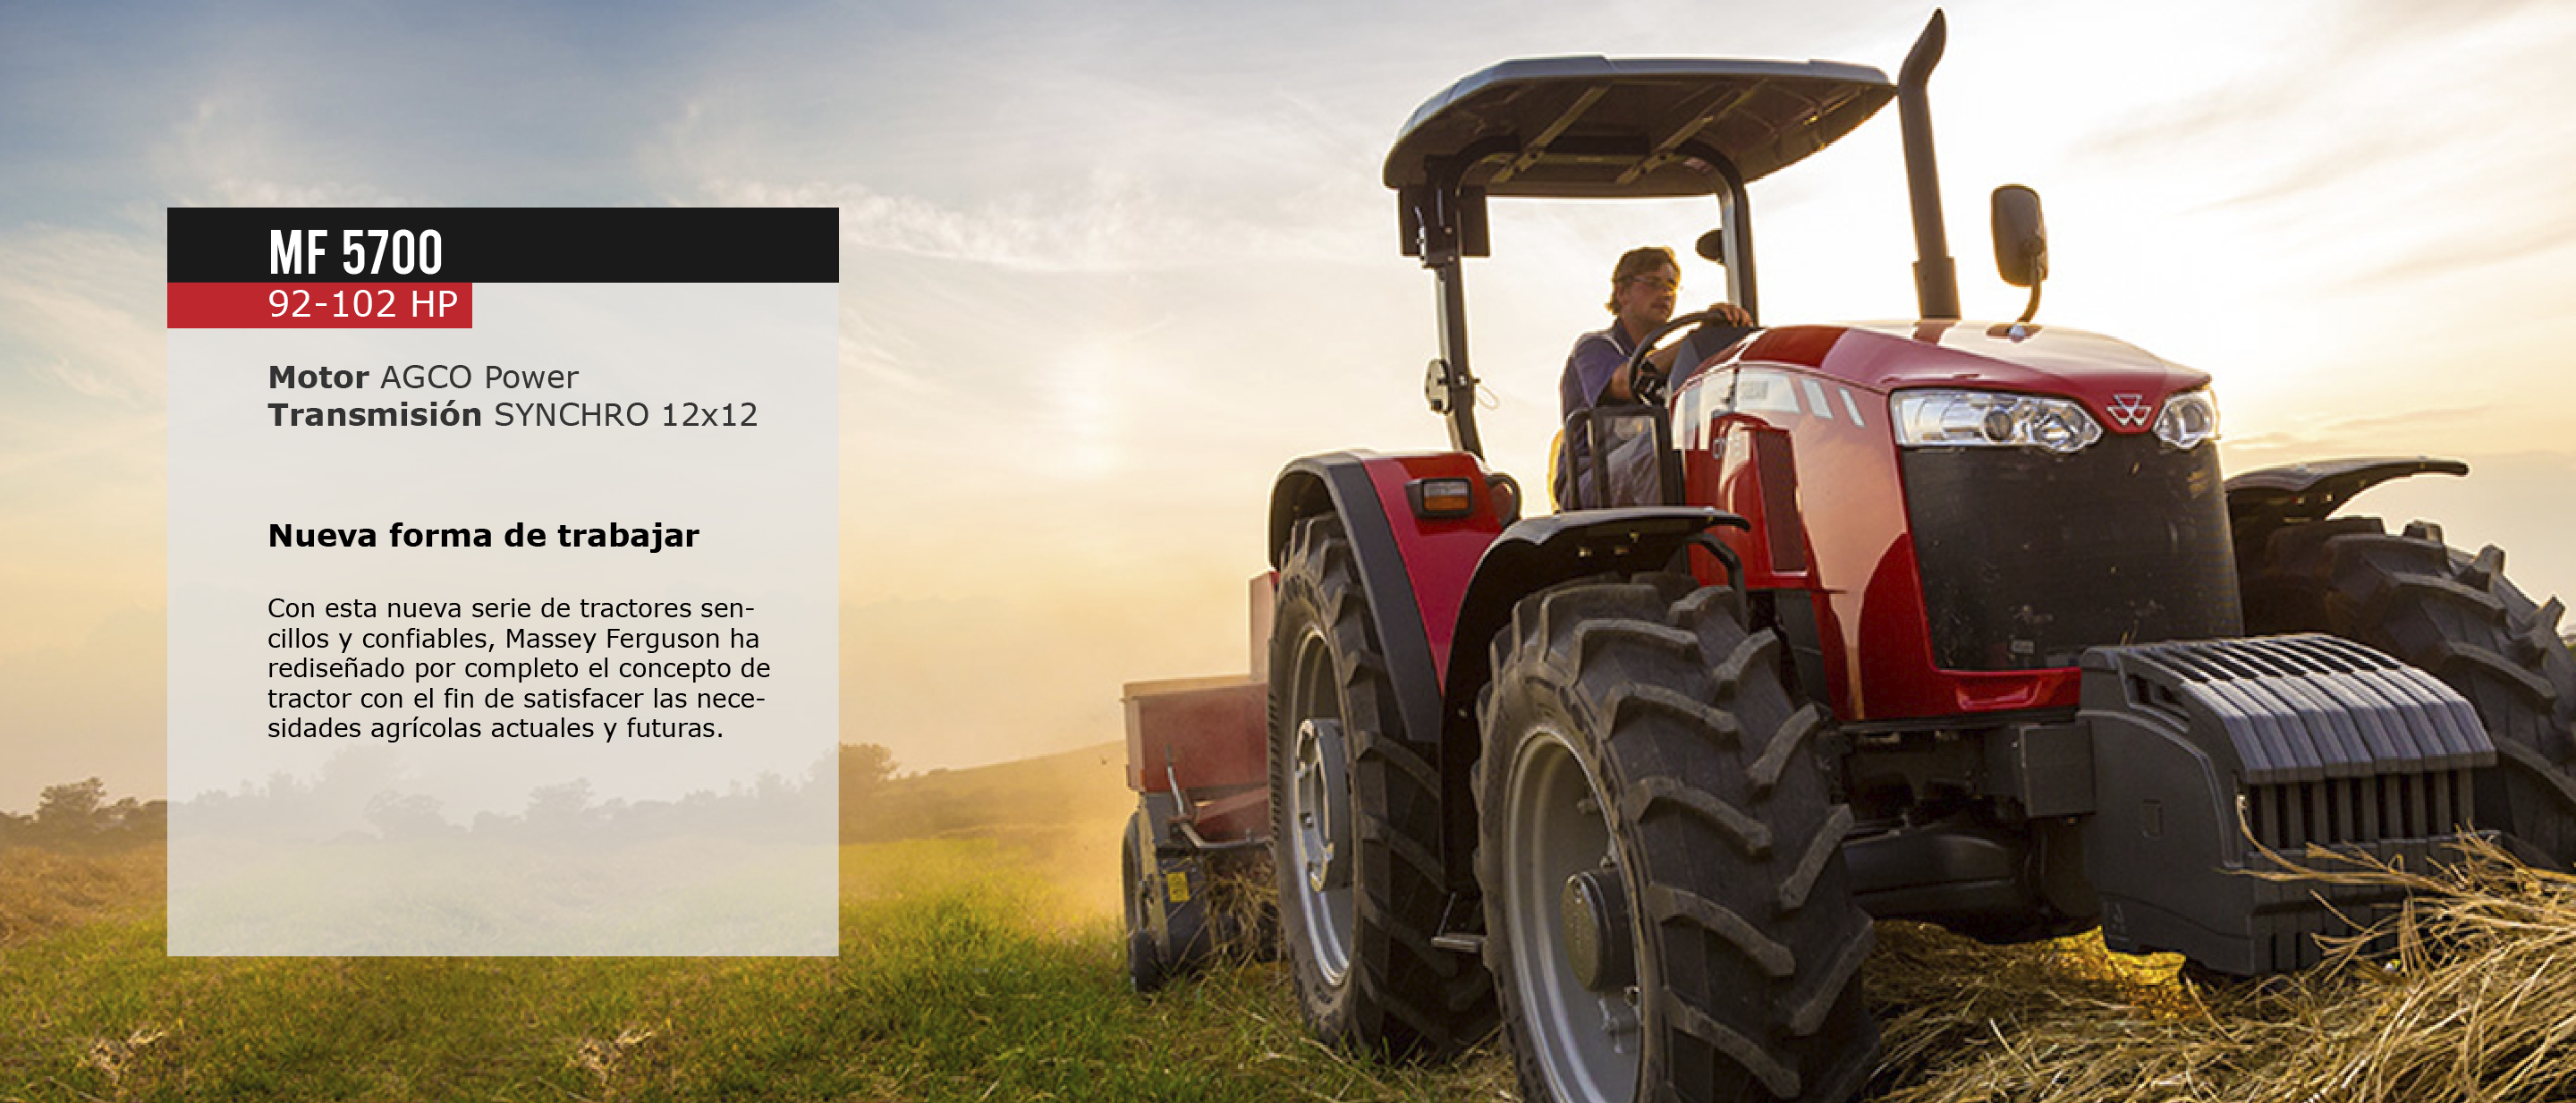 MF 5700
92-102 HP
Motor AGCO Power
Transmisión SYNCHRO 12x12
Nueva forma de trabajar
Con esta nueva serie de tractores sen-
cillos y confiables, Massey Ferguson ha
rediseñado por completo el concepto de
tractor con el fin de satisfacer las nece-
sidades agrícolas actuales y futuras.